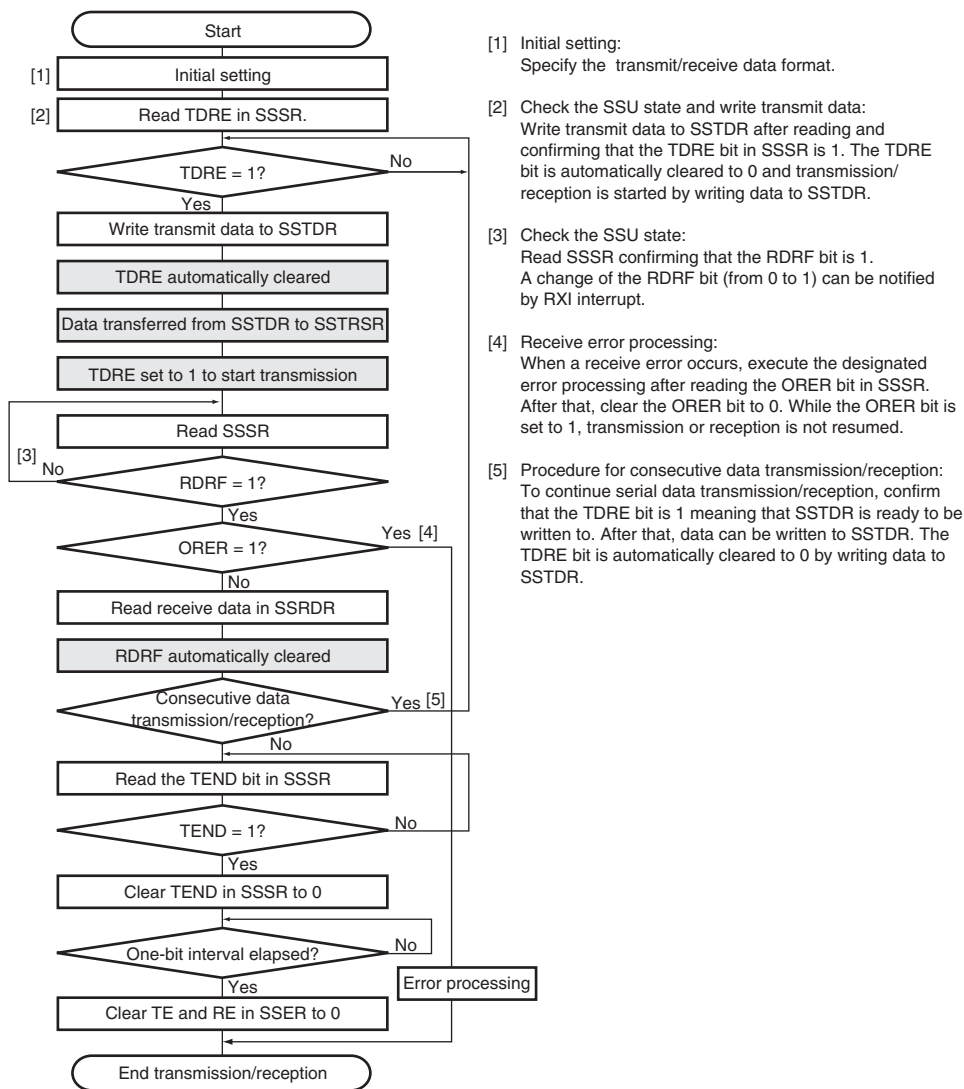 Start
[1] Initial setting
[2] Read TDRE in SSSR.
TDRE = 1?
No
Yes
Write transmit data to SSTDR
TDRE automatically cleared
Data transferred from SSTDR to SSTRSR
TDRE set to 1 to start transmission
Read SSSR
[3]
No
RDRF = 1?
Yes
ORER = 1?
Yes [4]
No
Read receive data in SSRDR
RDRF automatically cleared
Consecutive data
transmission/reception?
Yes [5]
No
Read the TEND bit in SSSR
TEND = 1?
No
Yes
Clear TEND in SSSR to 0
One-bit interval elapsed?
No
Yes
Error processing
Clear TE and RE in SSER to 0
End transmission/reception
[1] Initial setting:
Specify the transmit/receive data format.
[2] Check the SSU state and write transmit data:
Write transmit data to SSTDR after reading and
confirming that the TDRE bit in SSSR is 1. The TDRE
bit is automatically cleared to 0 and transmission/
reception is started by writing data to SSTDR.
[3] Check the SSU state:
Read SSSR confirming that the RDRF bit is 1.
A change of the RDRF bit (from 0 to 1) can be notified
by RXI interrupt.
[4] Receive error processing:
When a receive error occurs, execute the designated
error processing after reading the ORER bit in SSSR.
After that, clear the ORER bit to 0. While the ORER bit is
set to 1, transmission or reception is not resumed.
[5] Procedure for consecutive data transmission/reception:
To continue serial data transmission/reception, confirm
that the TDRE bit is 1 meaning that SSTDR is ready to be
written to. After that, data can be written to SSTDR. The
TDRE bit is automatically cleared to 0 by writing data to
SSTDR.